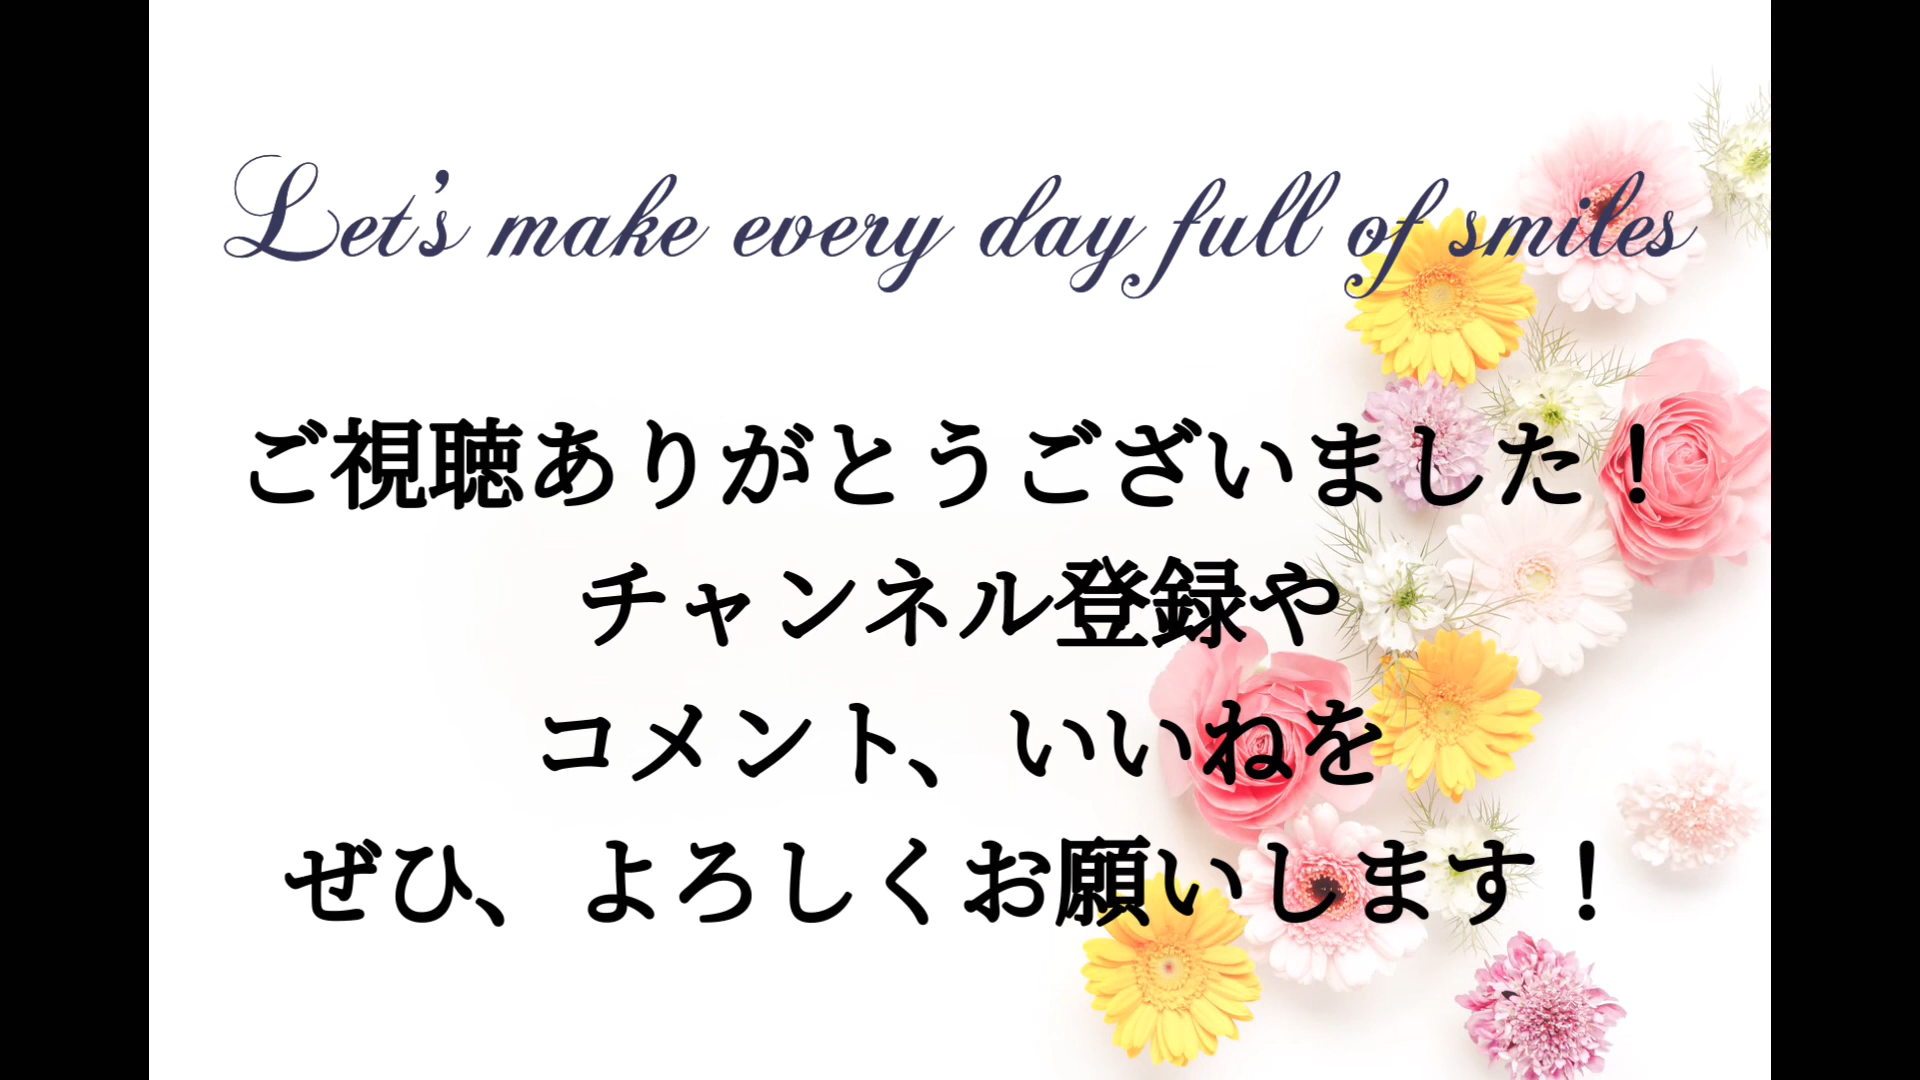 Let's make every day full of smiles
ご視聴ありがとうございました！
チャンネル登録や
コメント、いいねを
ぜひ、よろしくお願いします！